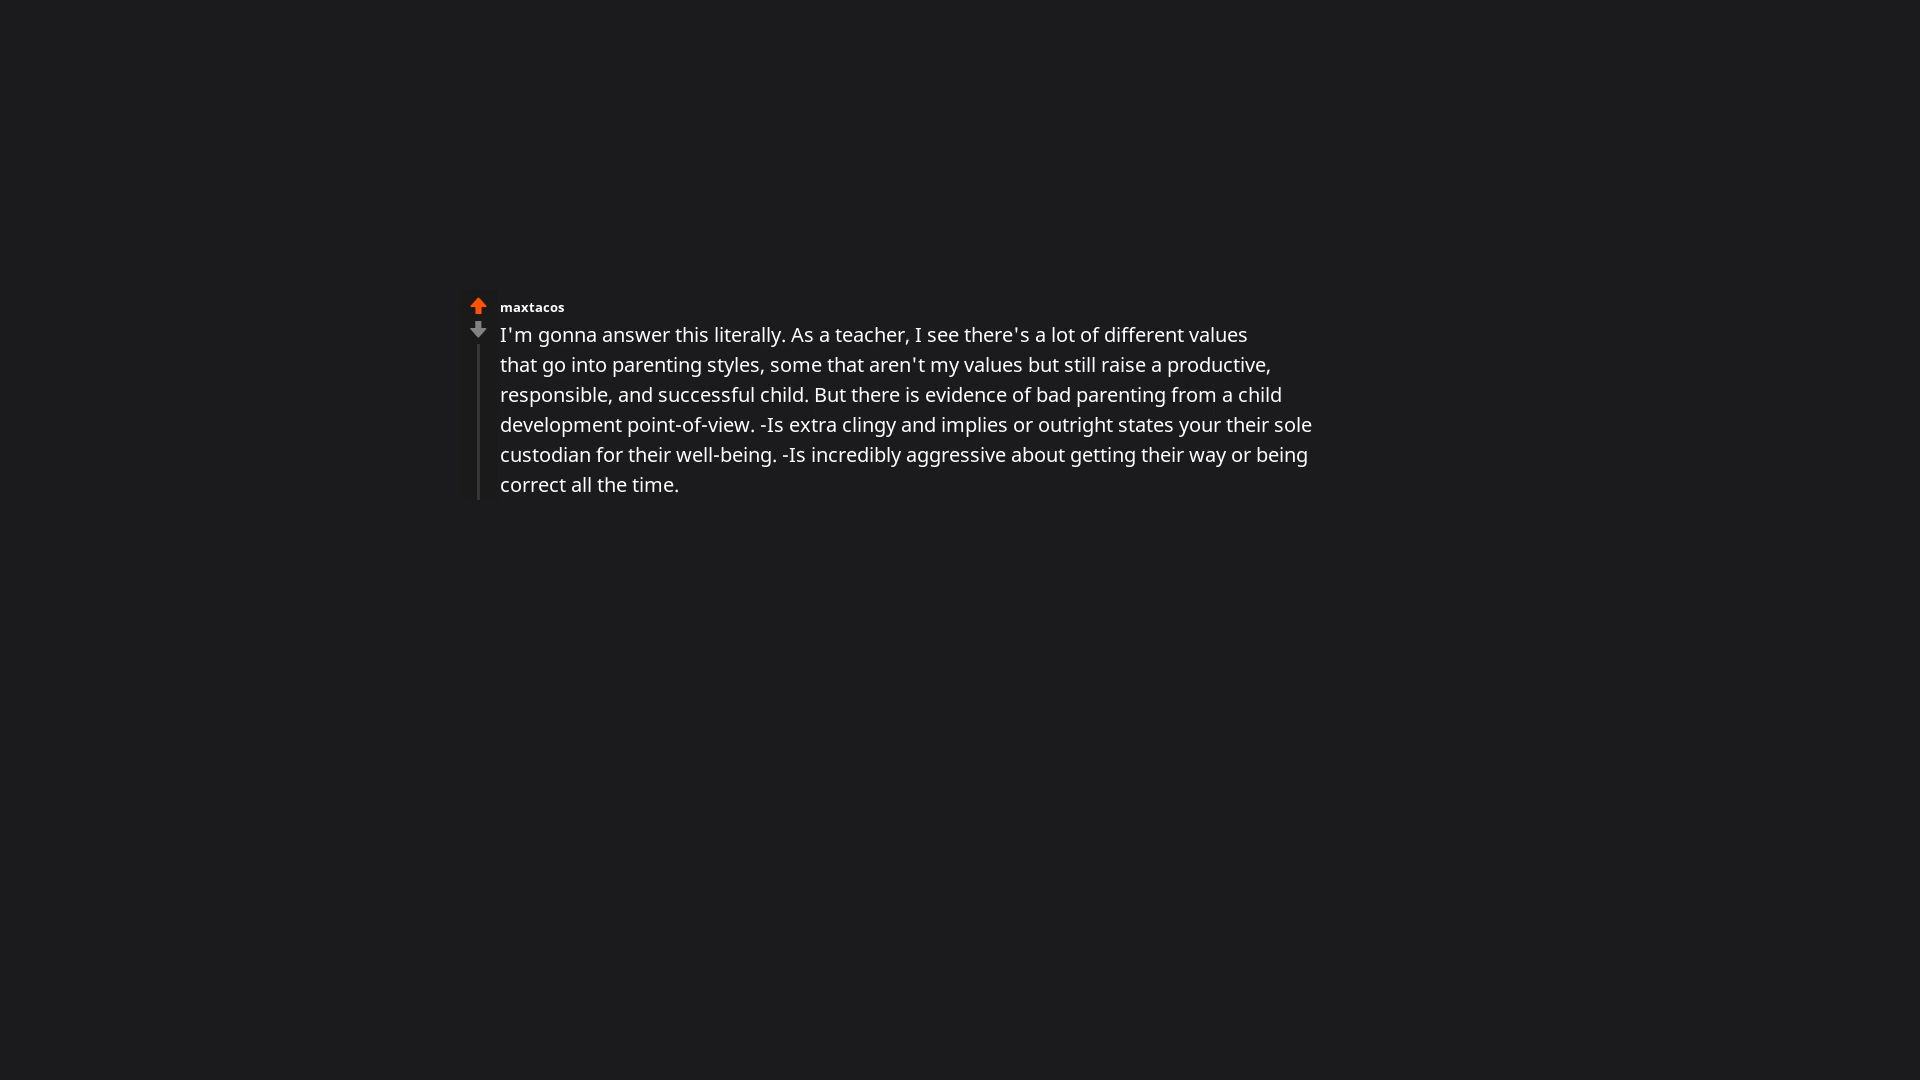 maxtacos
I'm gonna answer this literally. As a teacher, I see there's a lot of different values
that go into parenting styles, some that aren't my values but still raise a productive,
responsible, and successful child. But there is evidence of bad parenting from a child
development point-of-view. -Is extra clingy and implies or outright states your their sole
custodian for their well-being. -Is incredibly aggressive about getting their way or being
correct all the time.